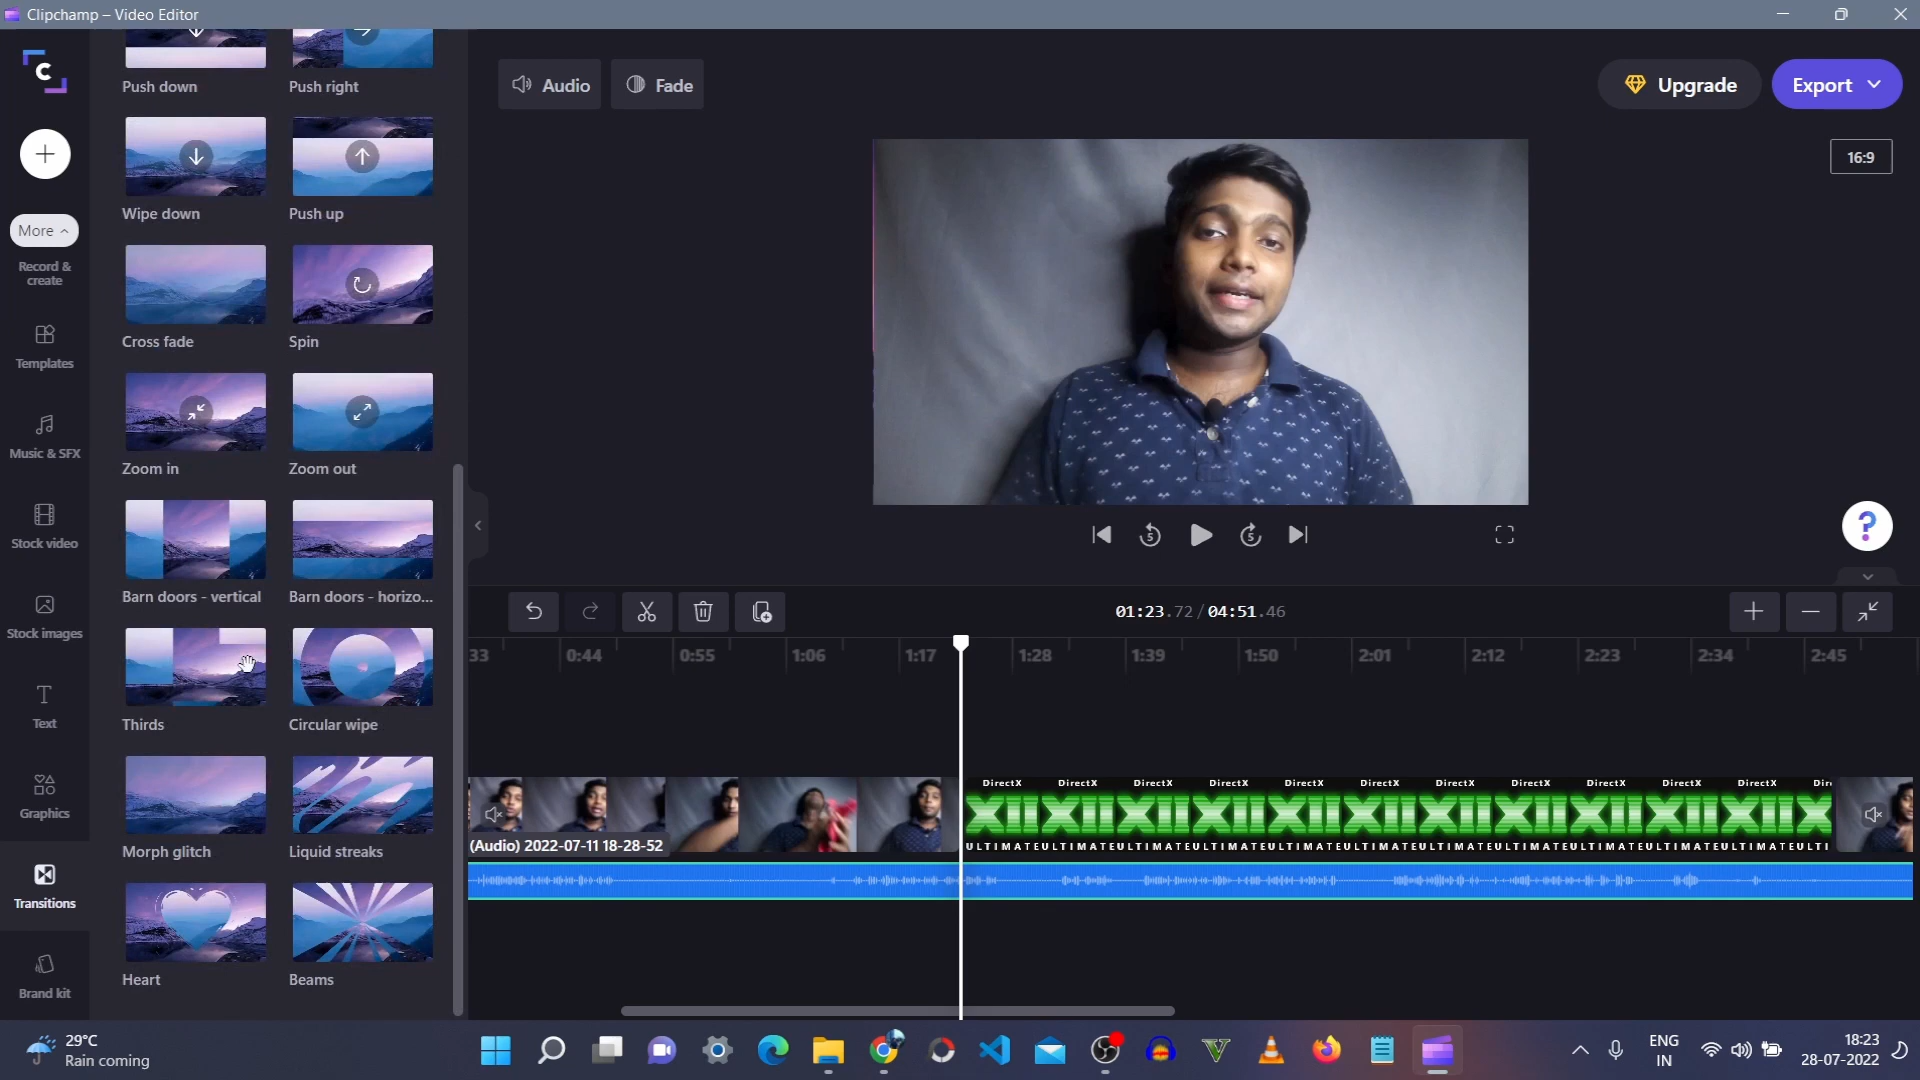 Clipchamp – Video Editor
Push down
Push right
Audio
Fade
Upgrade
Export
16:9
More
Record &
create
Wipe down
Push up
Cross fade
Spin
Templates
Zoom in
Zoom out
Music & SFX
Stock video
Barn doors - vertical
Barn doors - horizo...
Stock images
01:23.72 / 04:51.46
33
0:44
0:55
1:06
1:17
1:28
1:39
1:50
2:01
2:12
2:23
2:34
2:45
Thirds
Circular wipe
Text
Graphics
Morph glitch
Liquid streaks
DirectX DirectX DirectX DirectX DirectX DirectX DirectX DirectX DirectX DirectX DirectX Dir
XII XII XII XII XII XII XII XII XII XII XII X
ULTIMATE ULTIMATE ULTIMATE ULTIMATE ULTIMATE ULTIMATE ULTIMATE ULTIMATE ULTIMATE ULTIMATE ULTIMATE ULTI
(Audio) 2022-07-11 18-28-52
Transitions
Heart
Beams
Brand kit
29°C
Rain coming
ENG
IN
18:23
28-07-2022